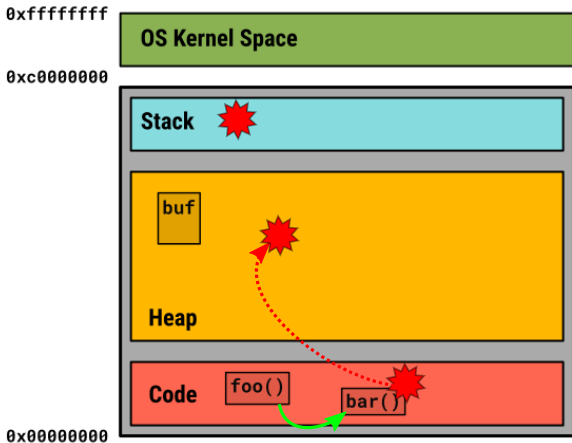 0xffffffff
OS Kernel Space
0xc0000000
Stack
buf
Heap
Code
foo()
bar()
0x00000000